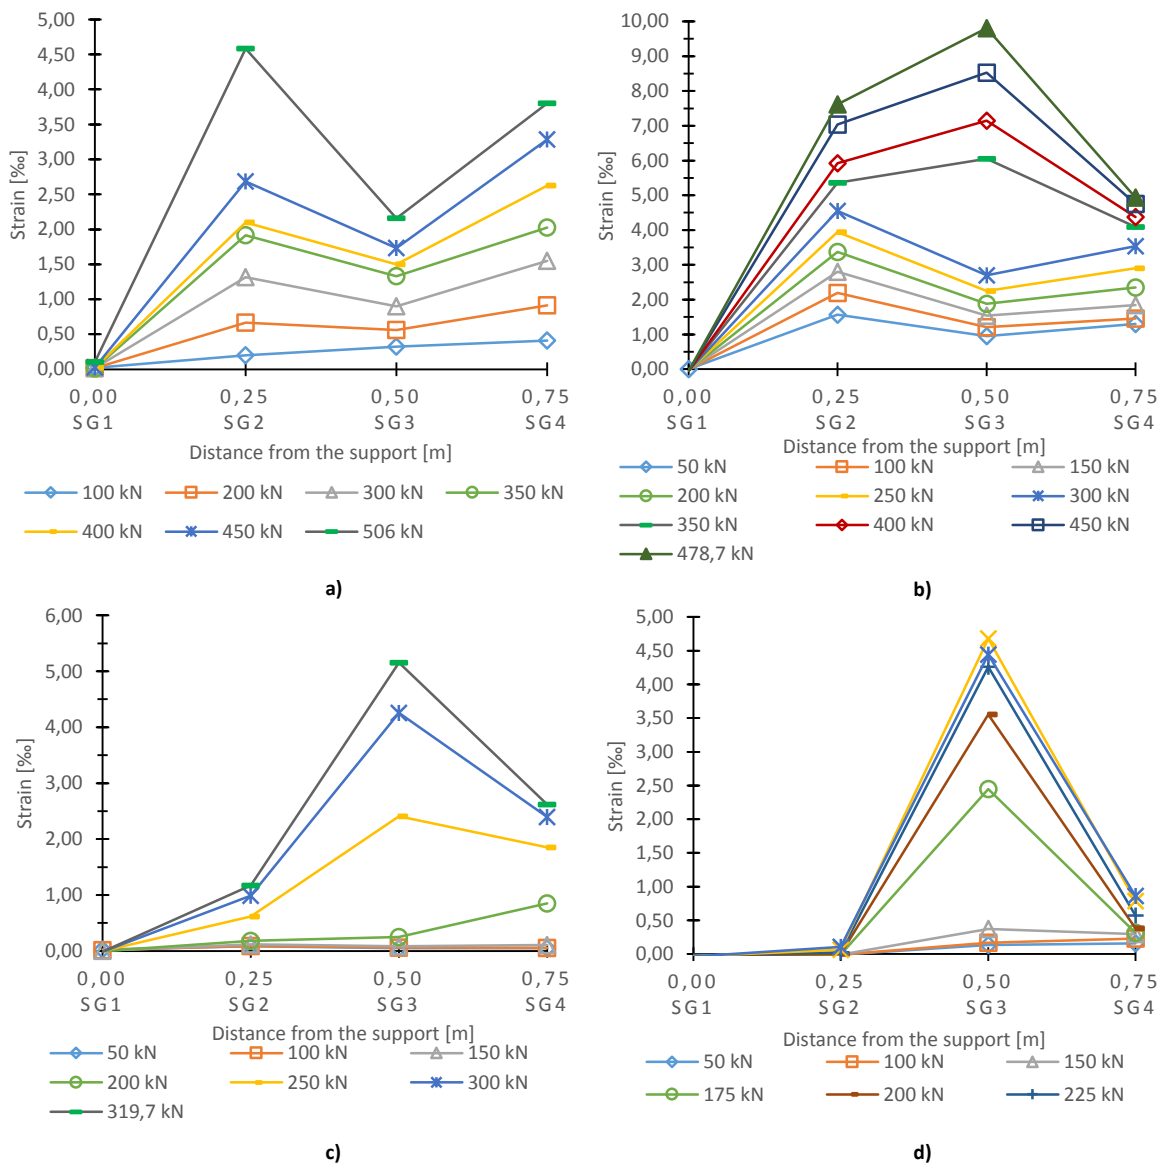 5,00
4,50
4,00
3,50
3,00
2,50
2,00
1,50
1,00
0,50
0,00
Strain [‰]
0,00 0,25 0,50 0,75
SG1 SG2 SG3 SG4
Distance from the support [m]
100 kN 200 kN 300 kN 350 kN
400 kN 450 kN 506 kN
a)
10,00
9,00
8,00
7,00
6,00
5,00
4,00
3,00
2,00
1,00
0,00
Strain [‰]
0,00 0,25 0,50 0,75
SG1 SG2 SG3 SG4
Distance from the support [m]
50 kN 100 kN 150 kN
200 kN 250 kN 300 kN
350 kN 400 kN 450 kN
478,7 kN
b)
6,00
5,00
4,00
3,00
2,00
1,00
0,00
Strain [‰]
0,00 0,25 0,50 0,75
SG1 SG2 SG3 SG4
Distance from the support [m]
50 kN 100 kN 150 kN
200 kN 250 kN 300 kN
319,7 kN
c)
5,00
4,50
4,00
3,50
3,00
2,50
2,00
1,50
1,00
0,50
0,00
Strain [‰]
0,00 0,25 0,50 0,75
SG1 SG2 SG3 SG4
Distance from the support [m]
50 kN 100 kN 150 kN
175 kN 200 kN 225 kN
d)